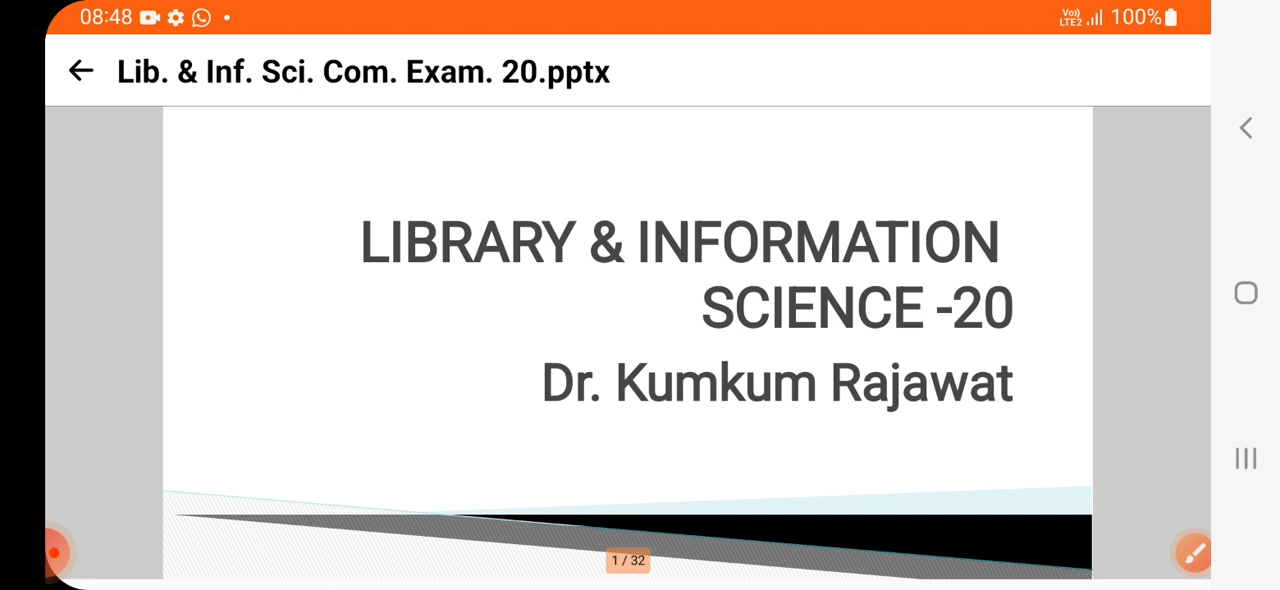 08:48
Vo))
LTE2
100%
Lib. & Inf. Sci. Com. Exam. 20.pptx
LIBRARY & INFORMATION
SCIENCE -20
Dr. Kumkum Rajawat
1 / 32